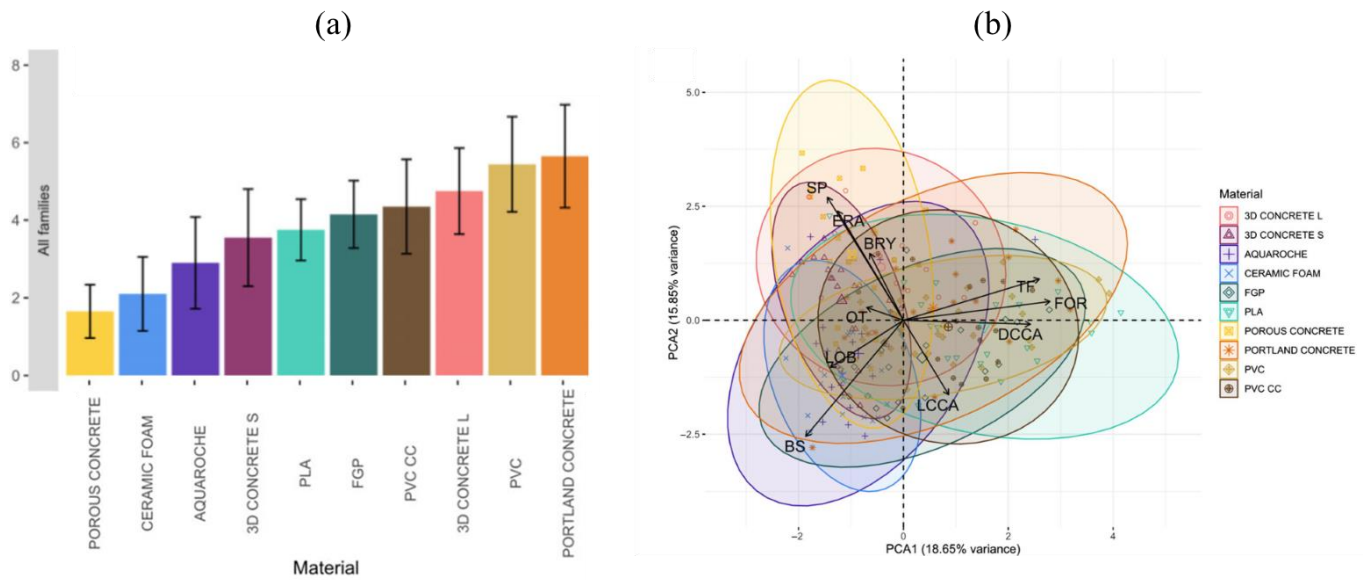 (a)
All families
8
6
4
2
0
POROUS CONCRETE
CERAMIC FOAM
AQUAROCHE
3D CONCRETE S
PLA
FGP
PVC CC
3D CONCRETE L
PVC
PORTLAND CONCRETE
Material
(b)
PCA2 (15.85% variance)
5.0
2.5
0.0
−2.5
SP
ERA
BRY
TF
FOR
OT
DCCA
LOB
LCCA
BS
−2
0
2
4
PCA1 (18.65% variance)
Material
3D CONCRETE L
3D CONCRETE S
AQUAROCHE
CERAMIC FOAM
FGP
PLA
POROUS CONCRETE
PORTLAND CONCRETE
PVC
PVC CC